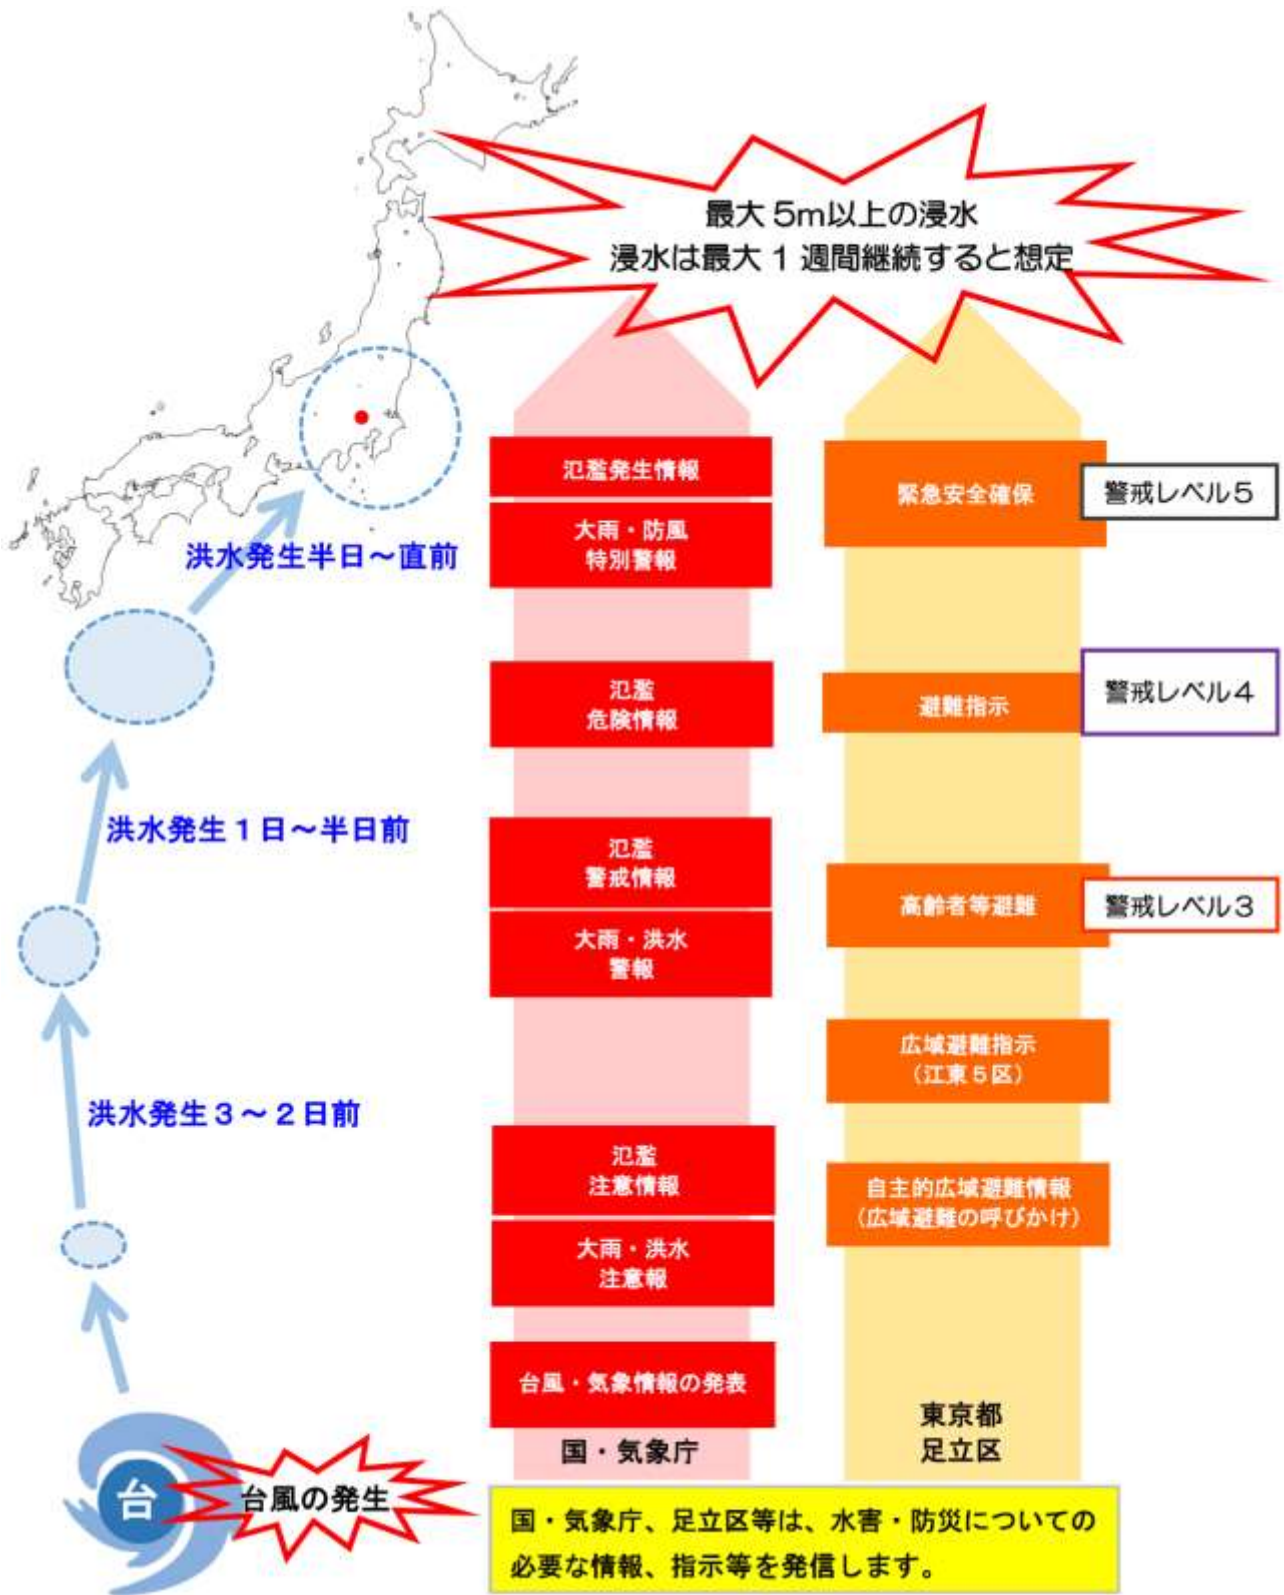 最大5m以上の浸水
浸水は最大1週間継続すると想定
氾濫発生情報
大雨・防風
特別警報
緊急安全確保
警戒レベル5
洪水発生半日～直前
氾濫
危険情報
避難指示
警戒レベル4
洪水発生1日～半日前
氾濫
警戒情報
大雨・洪水
警報
高齢者等避難
警戒レベル3
広域避難指示
(江東5区)
洪水発生3～2日前
氾濫
注意情報
大雨・洪水
注意報
自主的広域避難情報
(広域避難の呼びかけ)
台風・気象情報の発表
国・気象庁
東京都
足立区
台
台風の発生
国・気象庁、足立区等は、水害・防災についての
必要な情報、指示等を発信します。